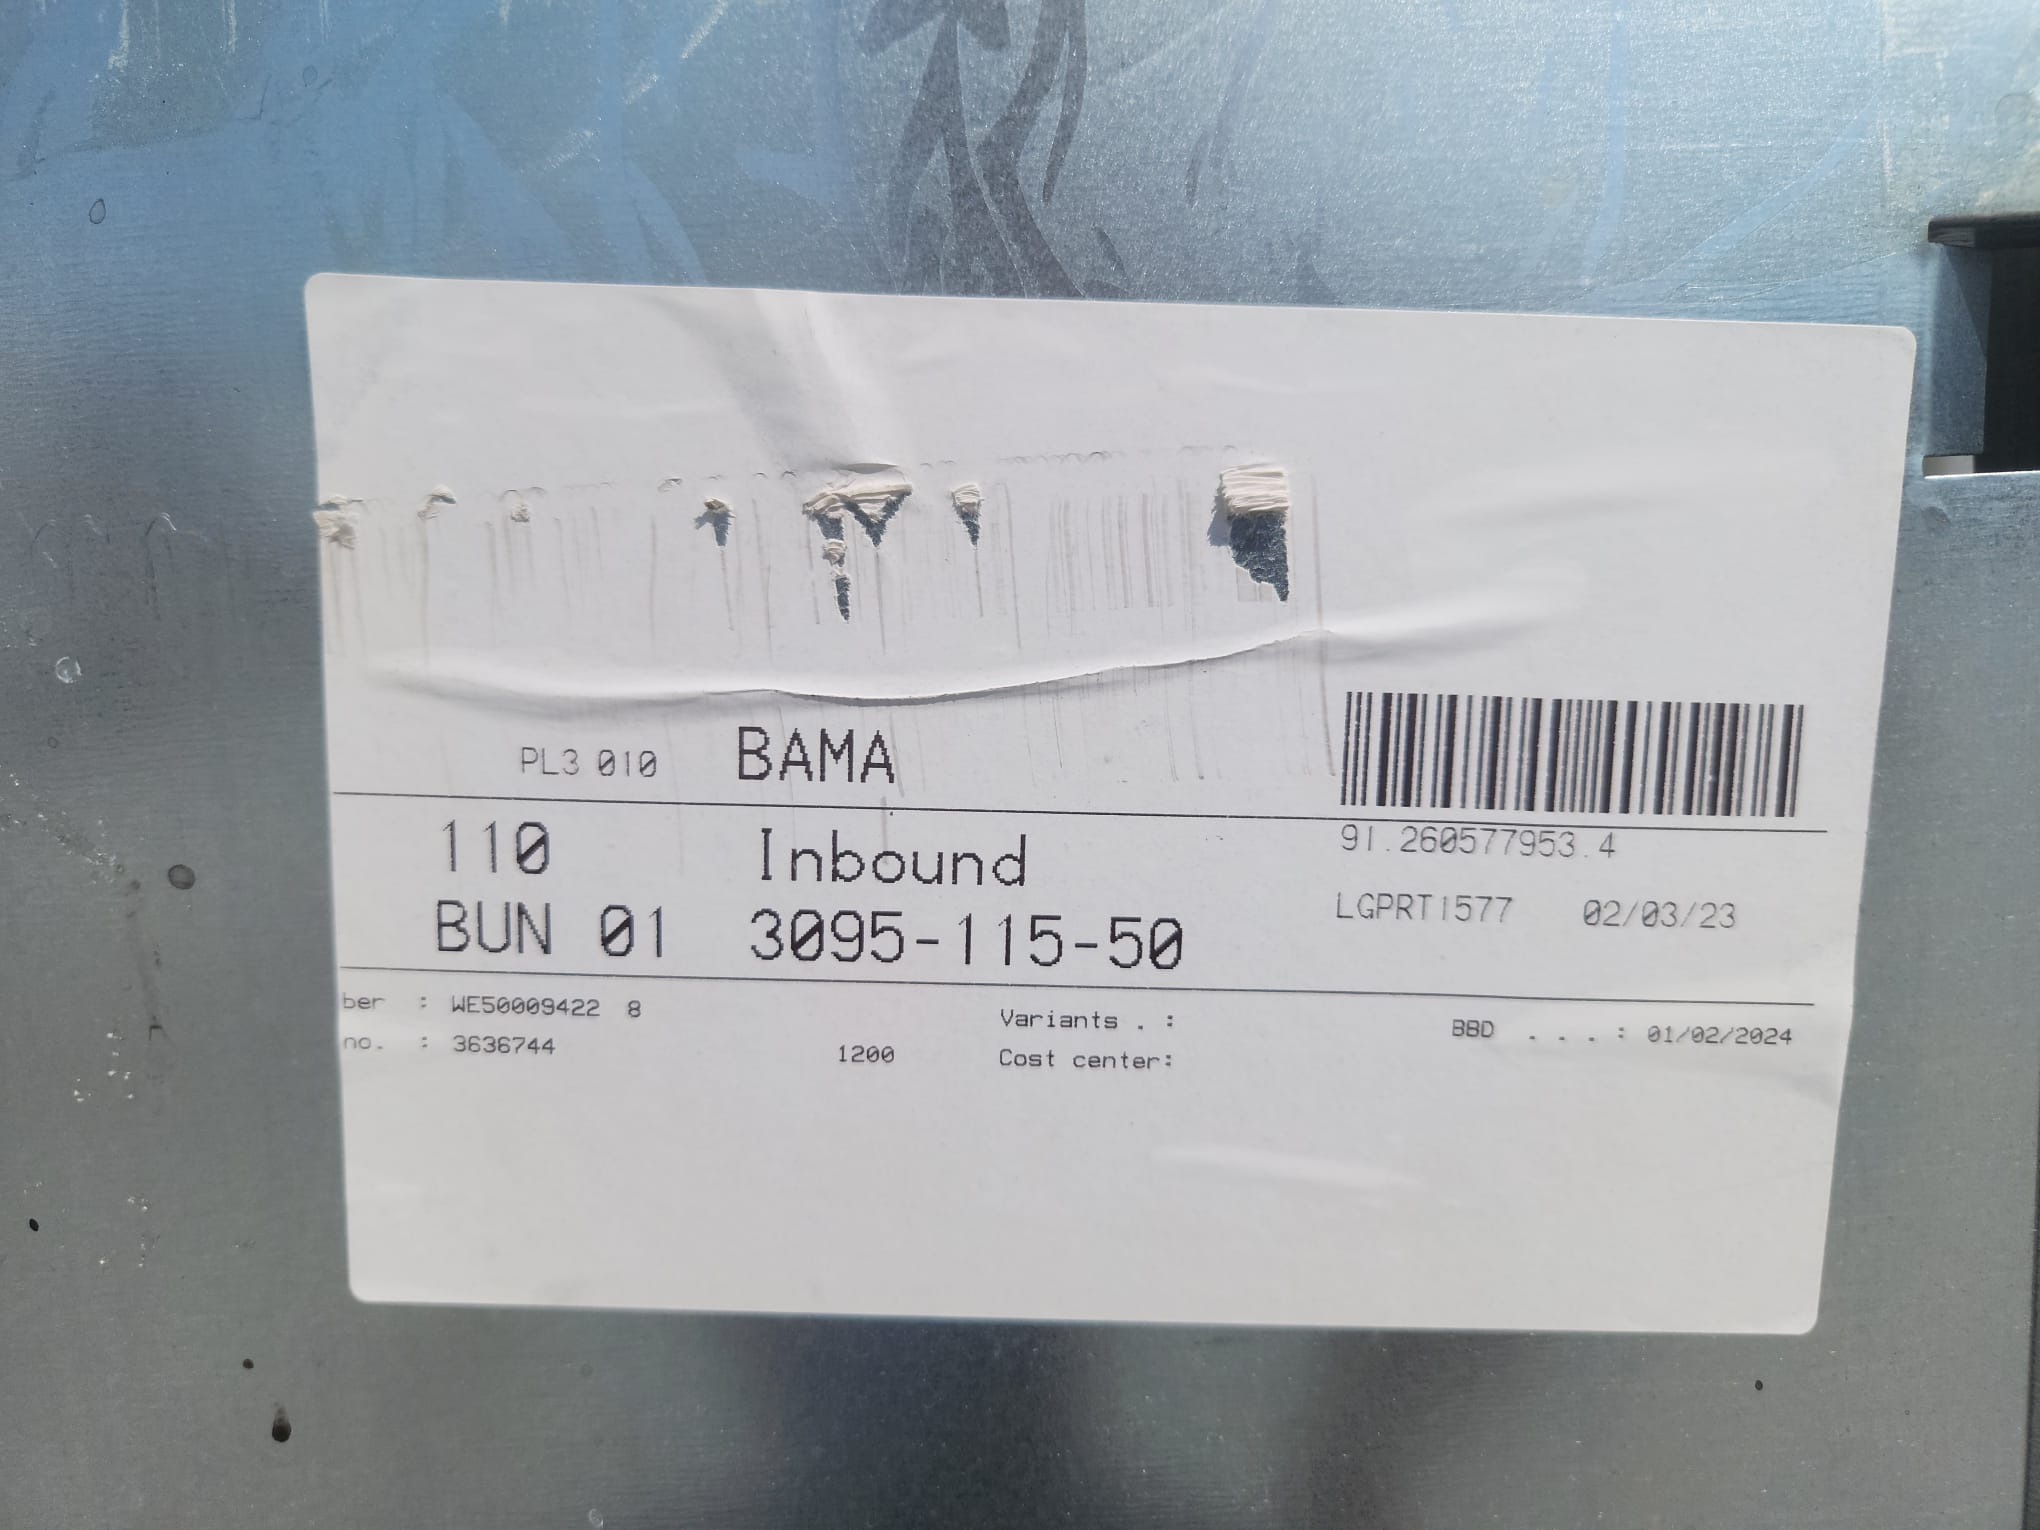 PL3 010 BAMA
110 Inbound 91.260577953.4
BUN 01 3095-115-50 LGPRT1577 02/03/23
ber : WE50009422 8 Variants . : BBD . . . : 01/02/2024
no. : 3636744 1200 Cost center: